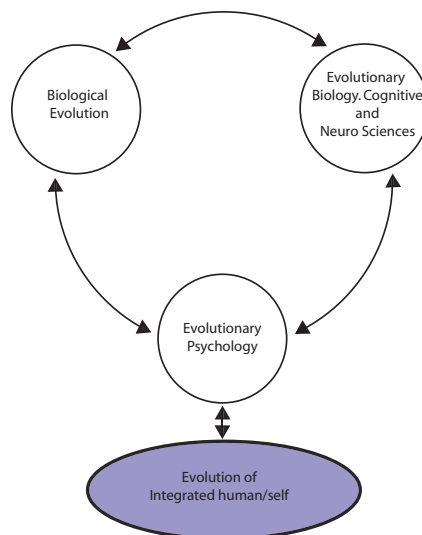 Biological
Evolution
Evolutionary
Biology. Cognitive
and
Neuro Sciences
Evolutionary
Psychology
Evolution of
Integrated human/self